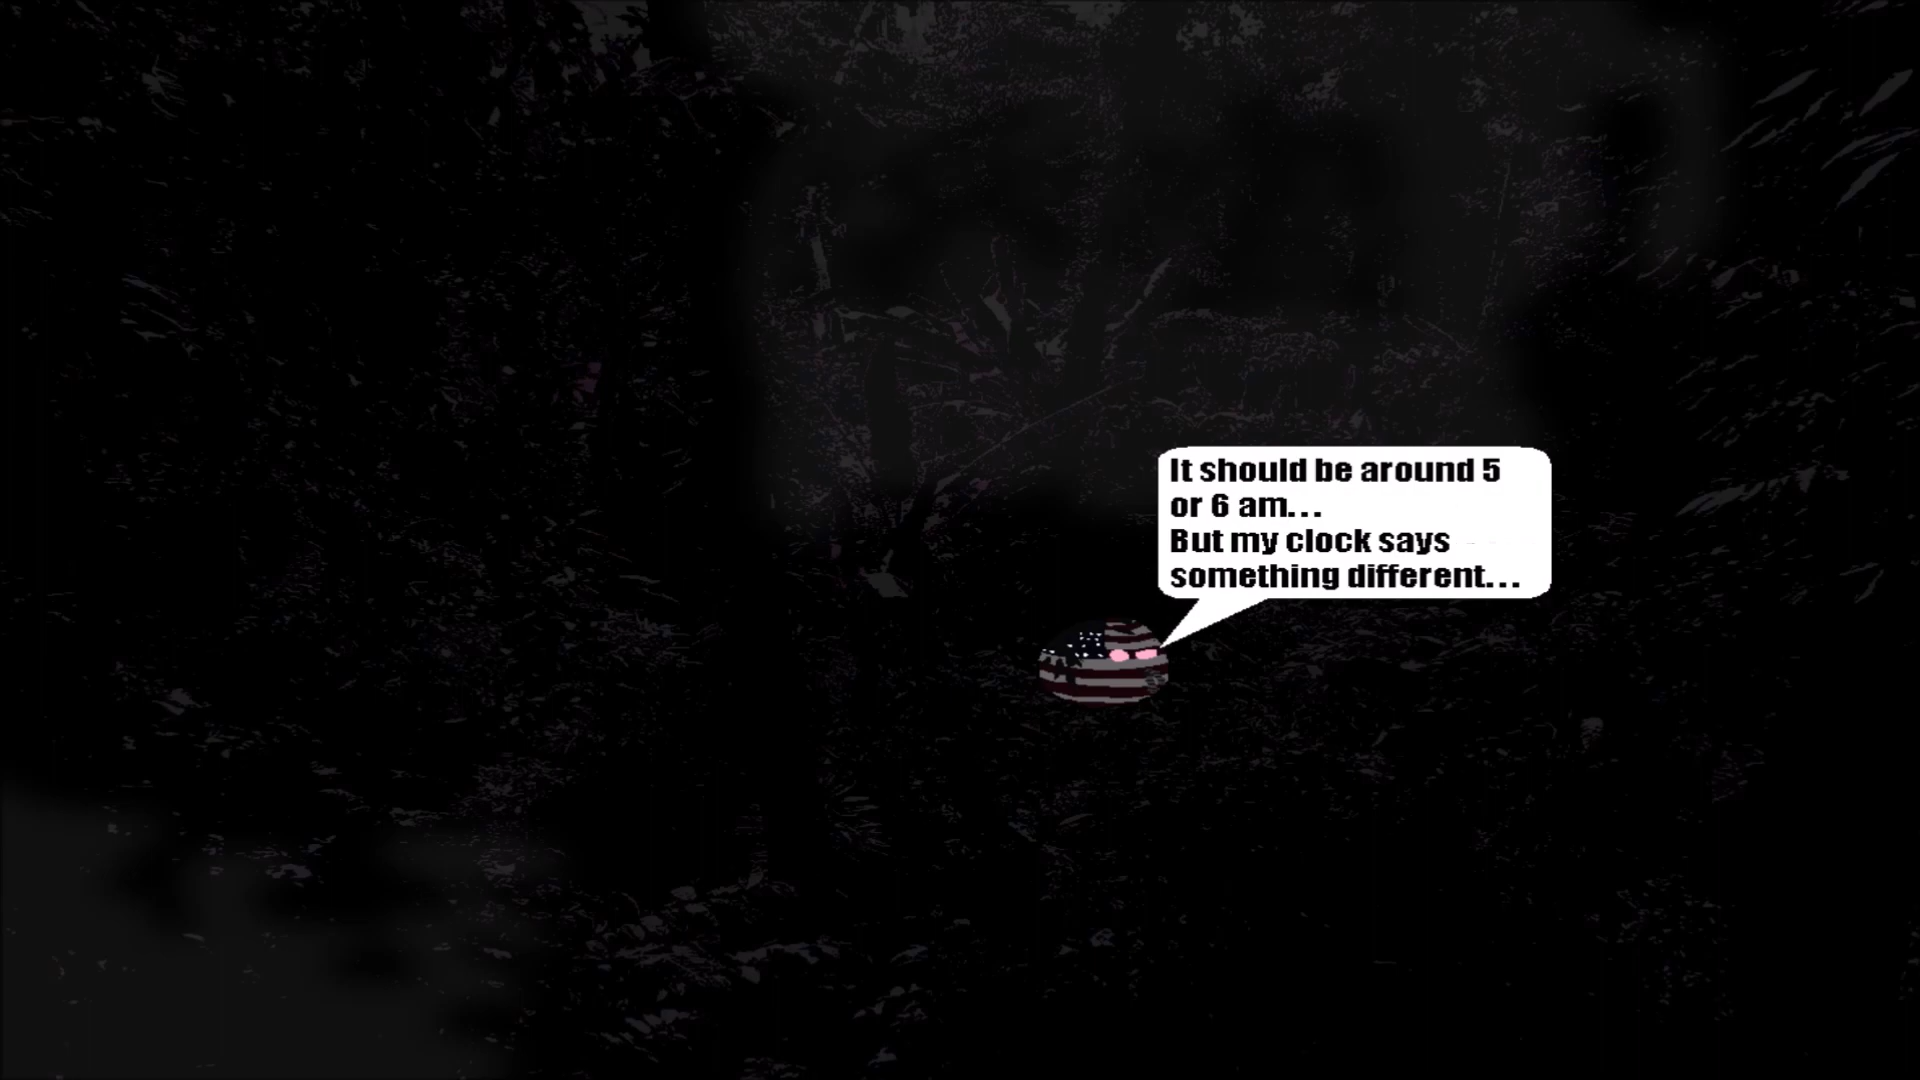 It should be around 5
or 6 am...
But my clock says
something different...